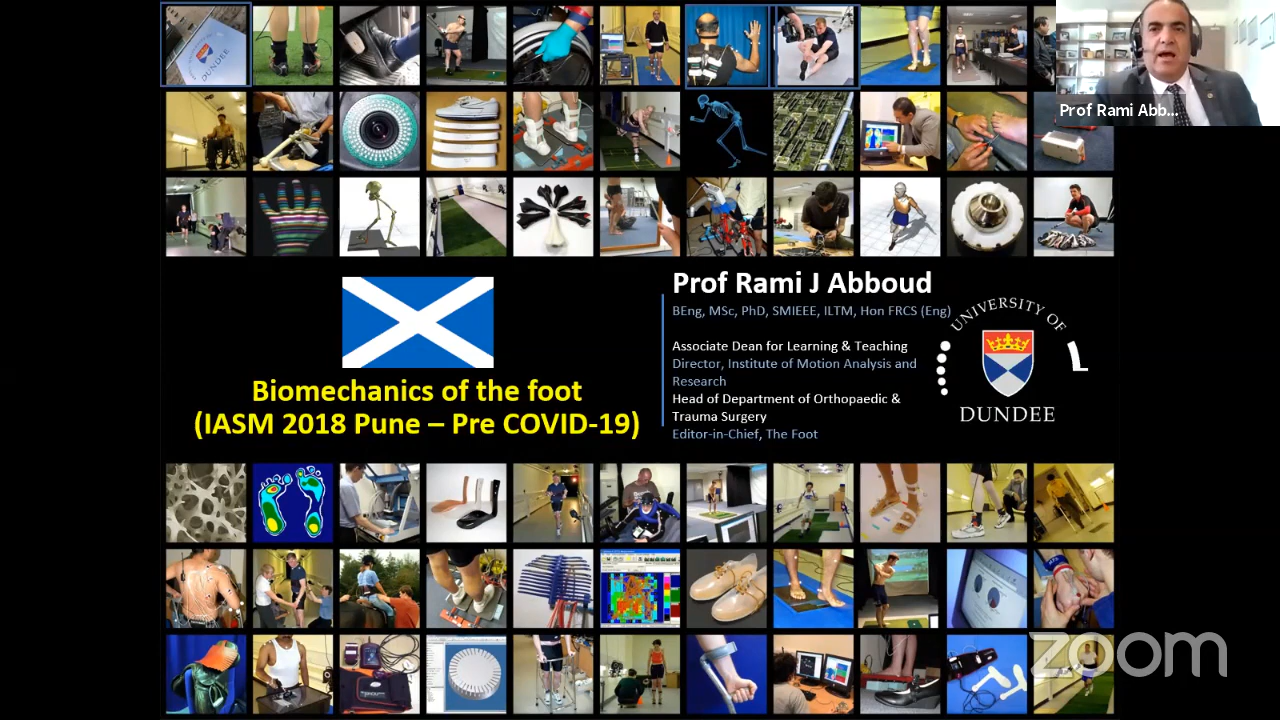 Prof Rami Abb...
DUNDEE
Prof Rami J Abboud
BEng, MSc, PhD, SMIEEE, ILTM, Hon FRCS (Eng)
Associate Dean for Learning & Teaching
Director, Institute of Motion Analysis and
Research
Head of Department of Orthopaedic &
Trauma Surgery
Editor-in-Chief, The Foot
UNIVERSITY OF
DUNDEE
Biomechanics of the foot
(IASM 2018 Pune – Pre COVID-19)
zoom